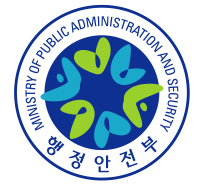 MINISTRY OF PUBLIC ADMINISTRATION AND SECURITY
행정안전부